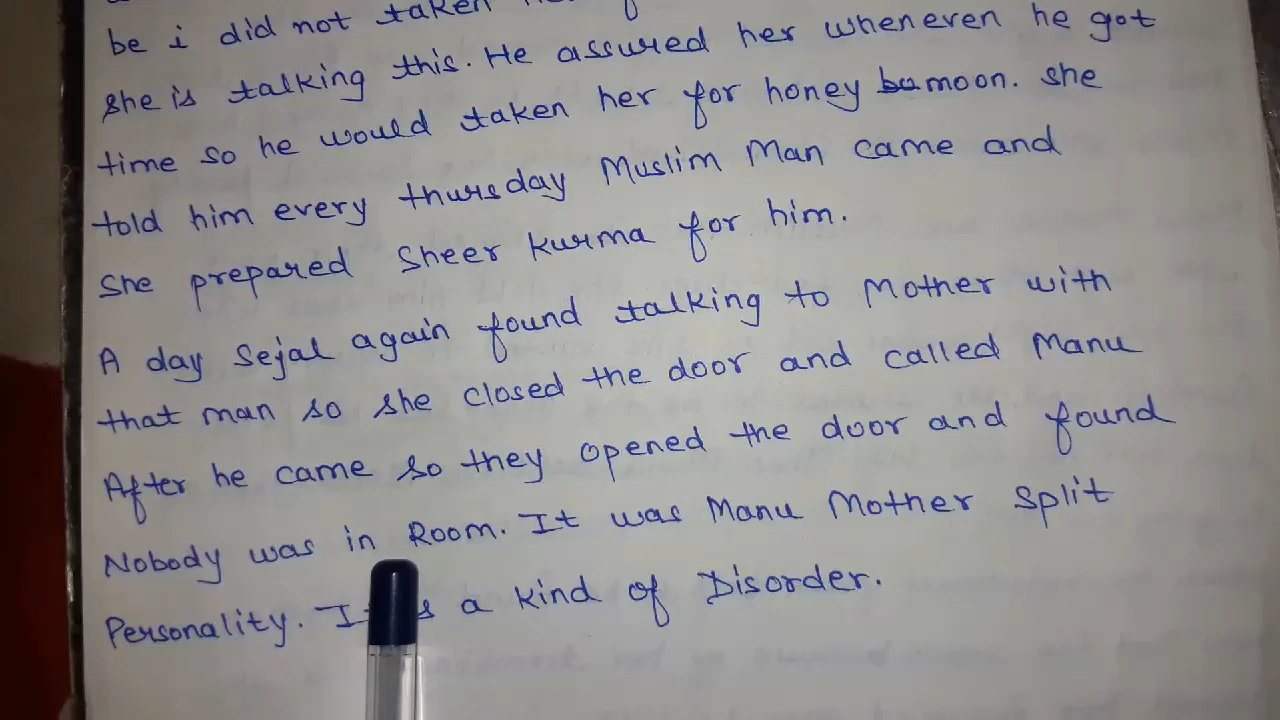 be i did not taken
she is talking this. He assured her wheneven he got
time so he would taken her for honey bamoon. she
told him every thursday Muslim Man came and
She prepared Sheer kurma for him.
A day Sejal again found talking to Mother with
that man so she closed the door and called Manu
After he came so they opened the door and found
Nobody was in Room. It was Manu Mother Split
Personality. a kind of Disorder.